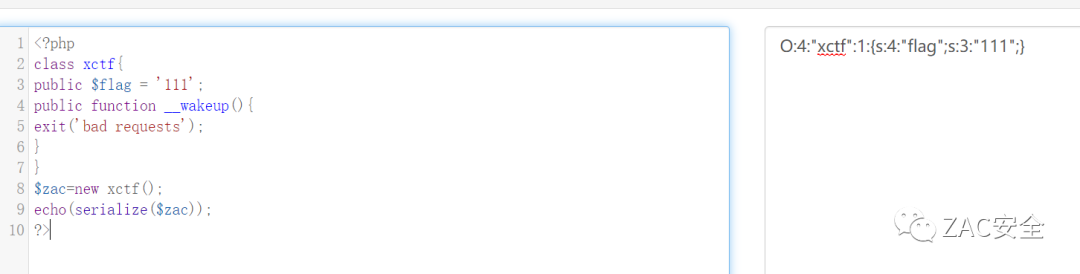 1 <?php
2 class xctf{
3 public $flag = '111';
4 public function __wakeup(){
5 exit('bad requests');
6 }
7 }
8 $zac=new xctf();
9 echo(serialize($zac));
10 ?>
O:4:"xctf":1:{s:4:"flag";s:3:"111";}
ZAC安全